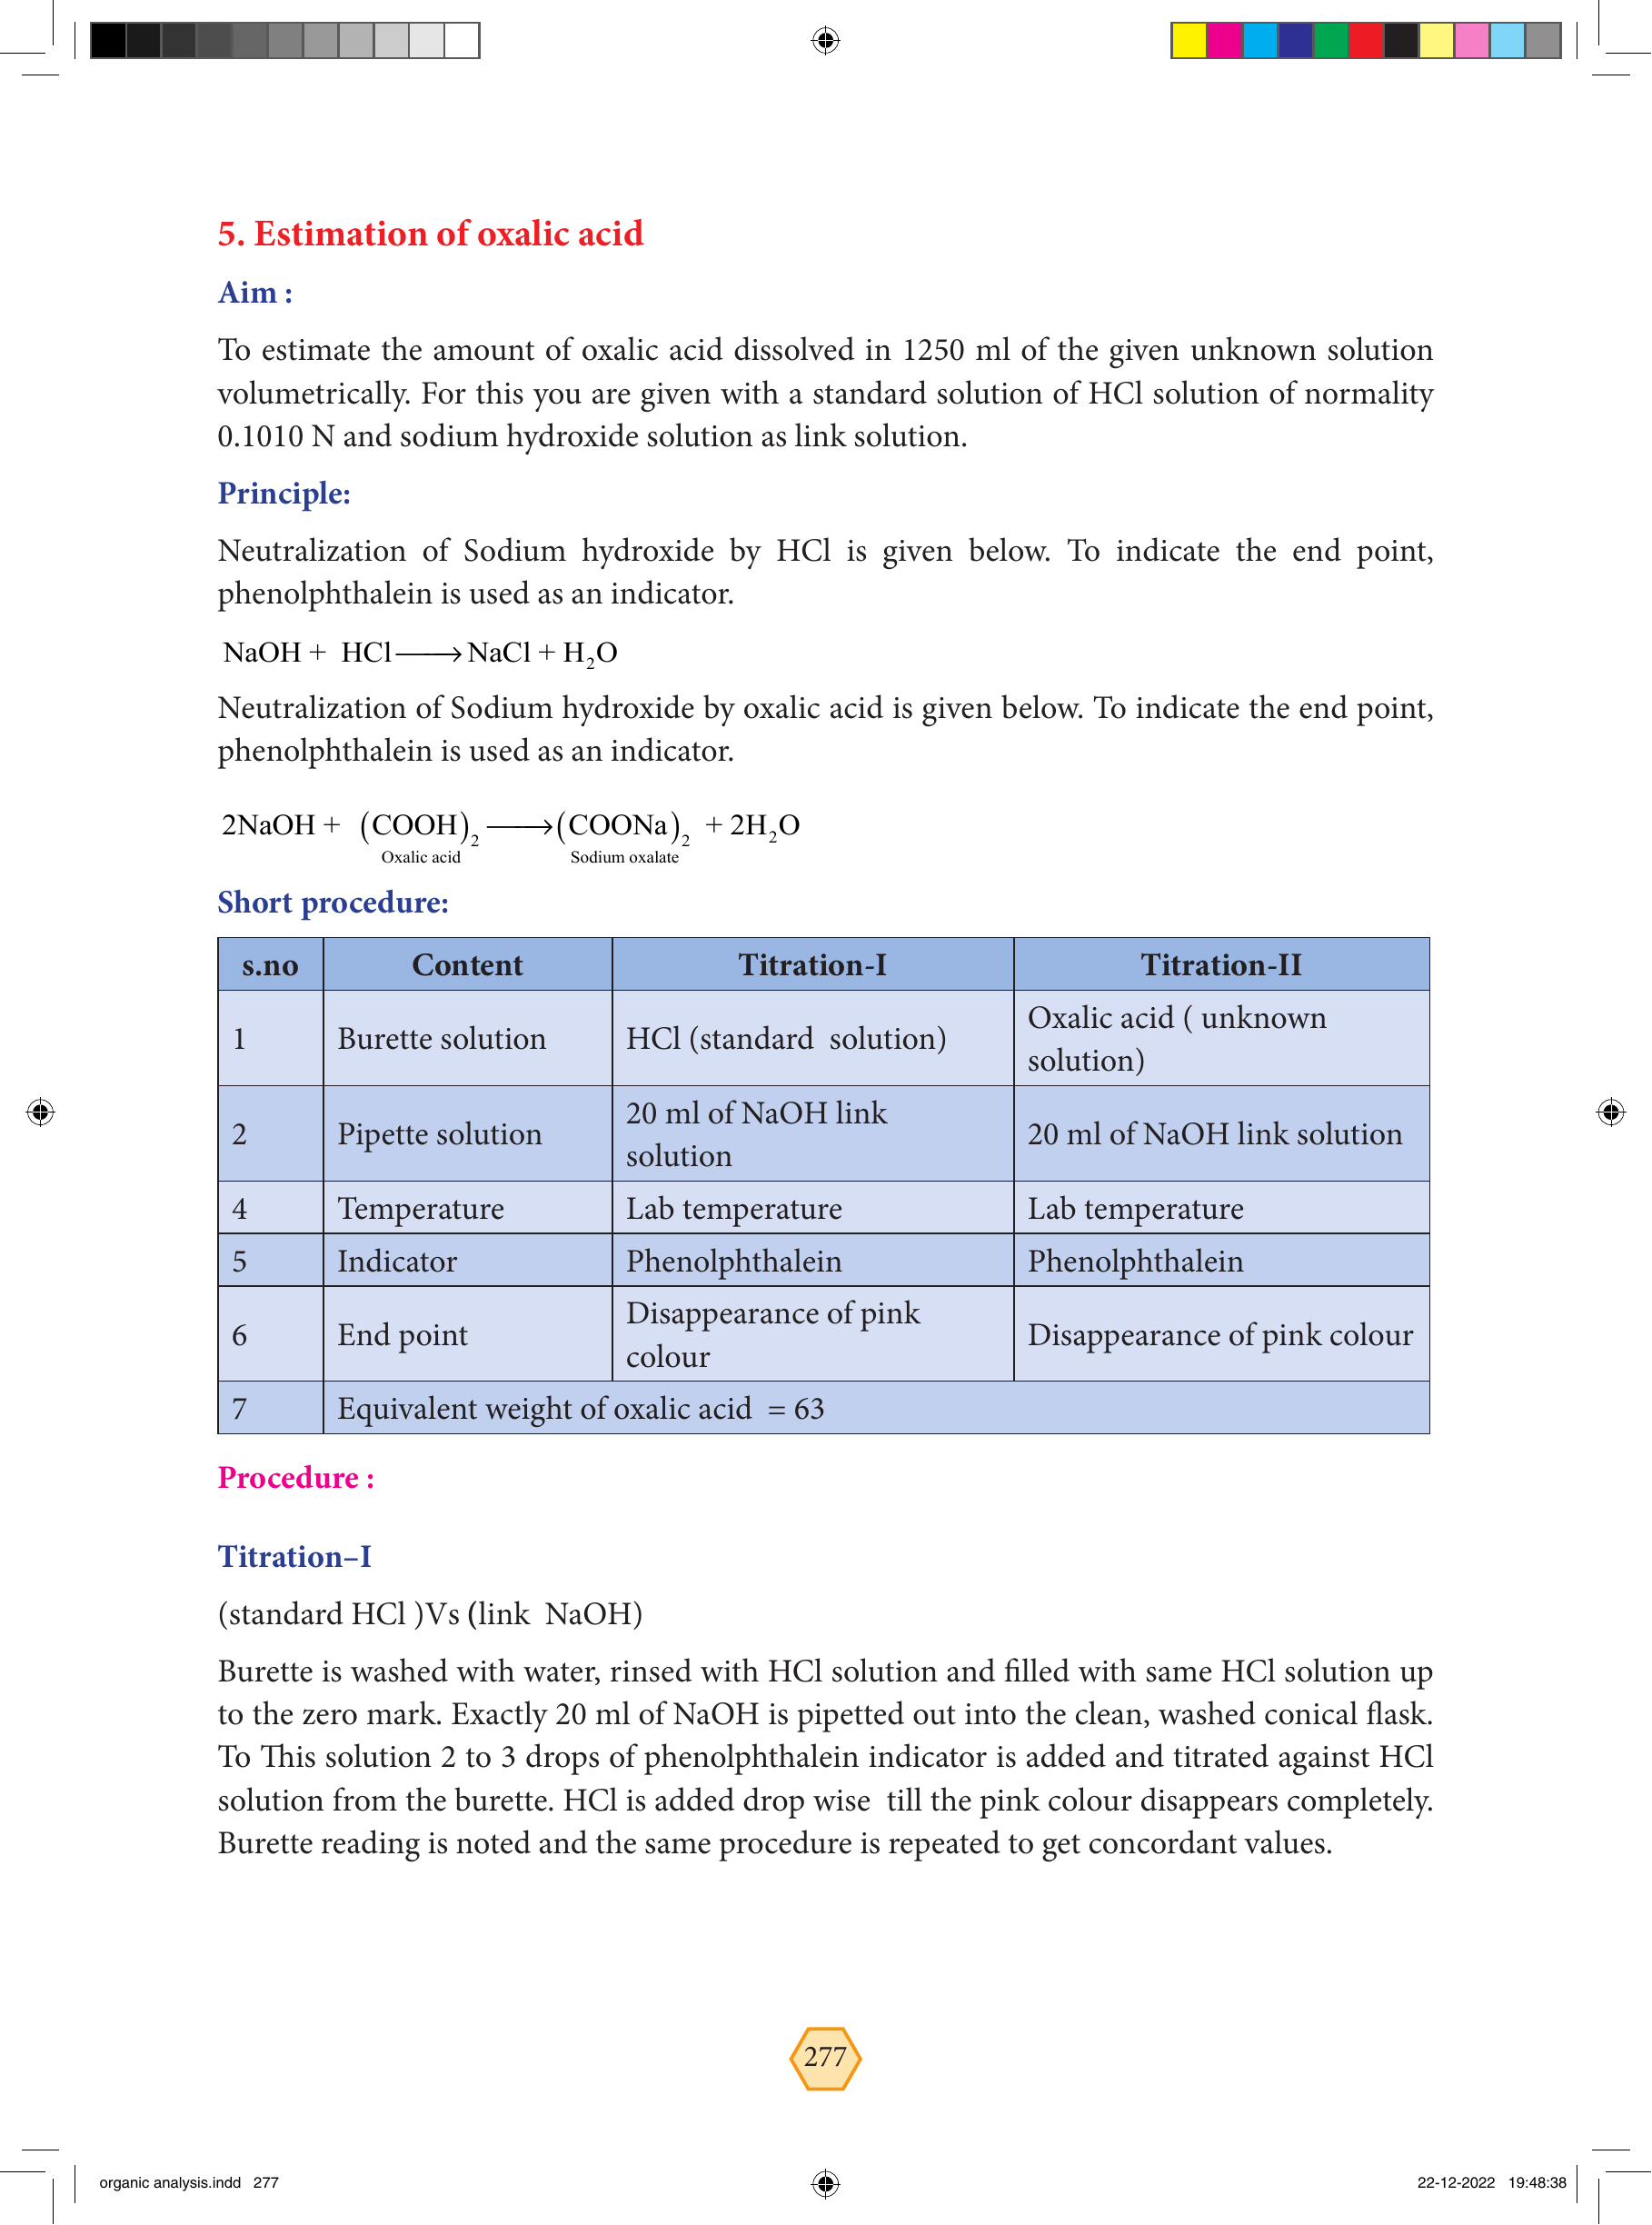 5. Estimation of oxalic acid
Aim :
To estimate the amount of oxalic acid dissolved in 1250 ml of the given unknown solution
volumetrically. For this you are given with a standard solution of HCl solution of normality
0.1010 N and sodium hydroxide solution as link solution.
Principle:
Neutralization of Sodium hydroxide by HCl is given below. To indicate the end point,
phenolphthalein is used as an indicator.
NaOH + HCl ⟶ NaCl + H₂O
Neutralization of Sodium hydroxide by oxalic acid is given below. To indicate the end point,
phenolphthalein is used as an indicator.
2NaOH + (COOH)₂ ⟶ (COONa)₂ + 2H₂O
Oxalic acid Sodium oxalate
Short procedure:
s.no Content Titration-I Titration-II
1 Burette solution HCl (standard solution) Oxalic acid ( unknown
solution)
2 Pipette solution 20 ml of NaOH link
solution 20 ml of NaOH link solution
4 Temperature Lab temperature Lab temperature
5 Indicator Phenolphthalein Phenolphthalein
6 End point Disappearance of pink
colour Disappearance of pink colour
7 Equivalent weight of oxalic acid = 63
Procedure :
Titration–I
(standard HCl )Vs (link NaOH)
Burette is washed with water, rinsed with HCl solution and filled with same HCl solution up
to the zero mark. Exactly 20 ml of NaOH is pipetted out into the clean, washed conical flask.
To This solution 2 to 3 drops of phenolphthalein indicator is added and titrated against HCl
solution from the burette. HCl is added drop wise till the pink colour disappears completely.
Burette reading is noted and the same procedure is repeated to get concordant values.
277
organic analysis.indd 277 22-12-2022 19:48:38